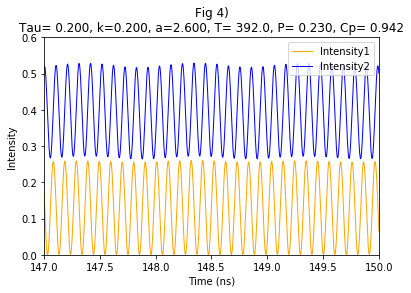 Fig 4)
Tau= 0.200, k=0.200, a=2.600, T= 392.0, P= 0.230, Cp= 0.942
Intensity1
Intensity2
Intensity
0.6
0.5
0.4
0.3
0.2
0.1
0.0
147.0 147.5 148.0 148.5 149.0 149.5 150.0
Time (ns)